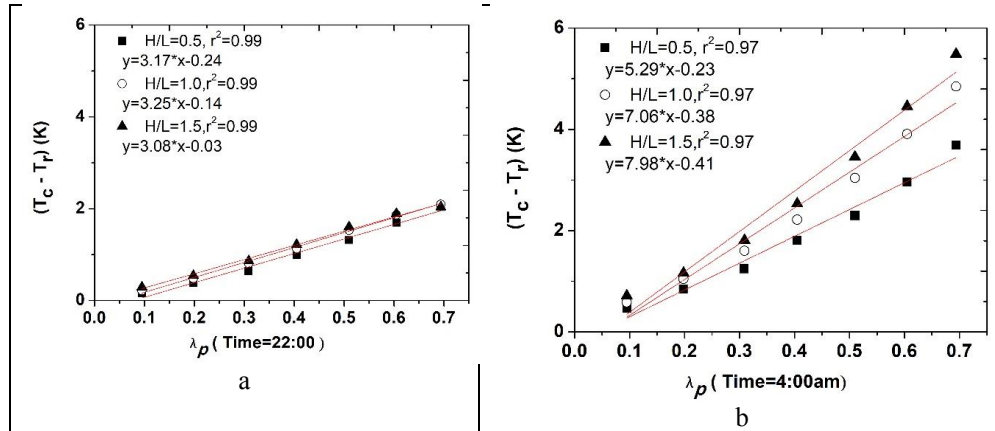 6
4
2
0
(T_c - T_r) (K)
H/L=0.5, r²=0.99
y=3.17*x-0.24
H/L=1.0,r²=0.99
y=3.25*x-0.14
H/L=1.5,r²=0.99
y=3.08*x-0.03
0.0 0.1 0.2 0.3 0.4 0.5 0.6 0.7
λ_p ( Time=22:00 )
a
6
4
2
0
(T_c - T_r) (K)
H/L=0.5, r²=0.97
y=5.29*x-0.23
H/L=1.0,r²=0.97
y=7.06*x-0.38
H/L=1.5,r²=0.97
y=7.98*x-0.41
0.0 0.1 0.2 0.3 0.4 0.5 0.6 0.7
λ_p ( Time=4:00am)
b